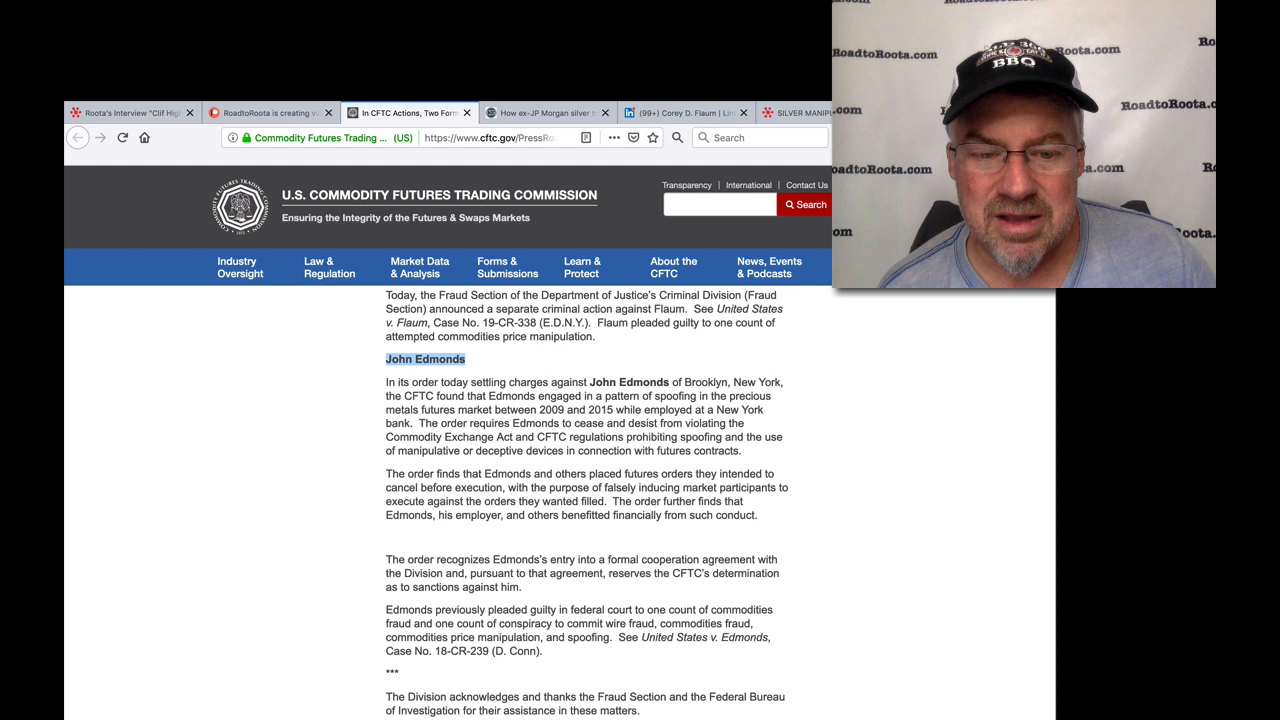 Roota's Interview "Clif Hig
RoadtoRoota is creating vi
In CFTC Actions, Two Form
How ex-JP Morgan silver t
(99+) Corey D. Flaum | Lin
SILVER MANIPU
Commodity Futures Trading ... (US)
https://www.cftc.gov/PressRo
Search
U.S. COMMODITY FUTURES TRADING COMMISSION
Ensuring the Integrity of the Futures & Swaps Markets
Transparency | International | Contact Us
Search
Industry Oversight
Law & Regulation
Market Data & Analysis
Forms & Submissions
Learn & Protect
About the CFTC
News, Events & Podcasts
Today, the Fraud Section of the Department of Justice's Criminal Division (Fraud
Section) announced a separate criminal action against Flaum. See United States
v. Flaum, Case No. 19-CR-338 (E.D.N.Y.). Flaum pleaded guilty to one count of
attempted commodities price manipulation.
John Edmonds
In its order today settling charges against John Edmonds of Brooklyn, New York,
the CFTC found that Edmonds engaged in a pattern of spoofing in the precious
metals futures market between 2009 and 2015 while employed at a New York
bank. The order requires Edmonds to cease and desist from violating the
Commodity Exchange Act and CFTC regulations prohibiting spoofing and the use
of manipulative or deceptive devices in connection with futures contracts.
The order finds that Edmonds and others placed futures orders they intended to
cancel before execution, with the purpose of falsely inducing market participants to
execute against the orders they wanted filled. The order further finds that
Edmonds, his employer, and others benefitted financially from such conduct.
The order recognizes Edmonds's entry into a formal cooperation agreement with
the Division and, pursuant to that agreement, reserves the CFTC's determination
as to sanctions against him.
Edmonds previously pleaded guilty in federal court to one count of commodities
fraud and one count of conspiracy to commit wire fraud, commodities fraud,
commodities price manipulation, and spoofing. See United States v. Edmonds,
Case No. 18-CR-239 (D. Conn).
***
The Division acknowledges and thanks the Fraud Section and the Federal Bureau
of Investigation for their assistance in these matters.
RoadtoRoota.com
RoadtoRoota.com
RoadtoRoota.com
BBQ